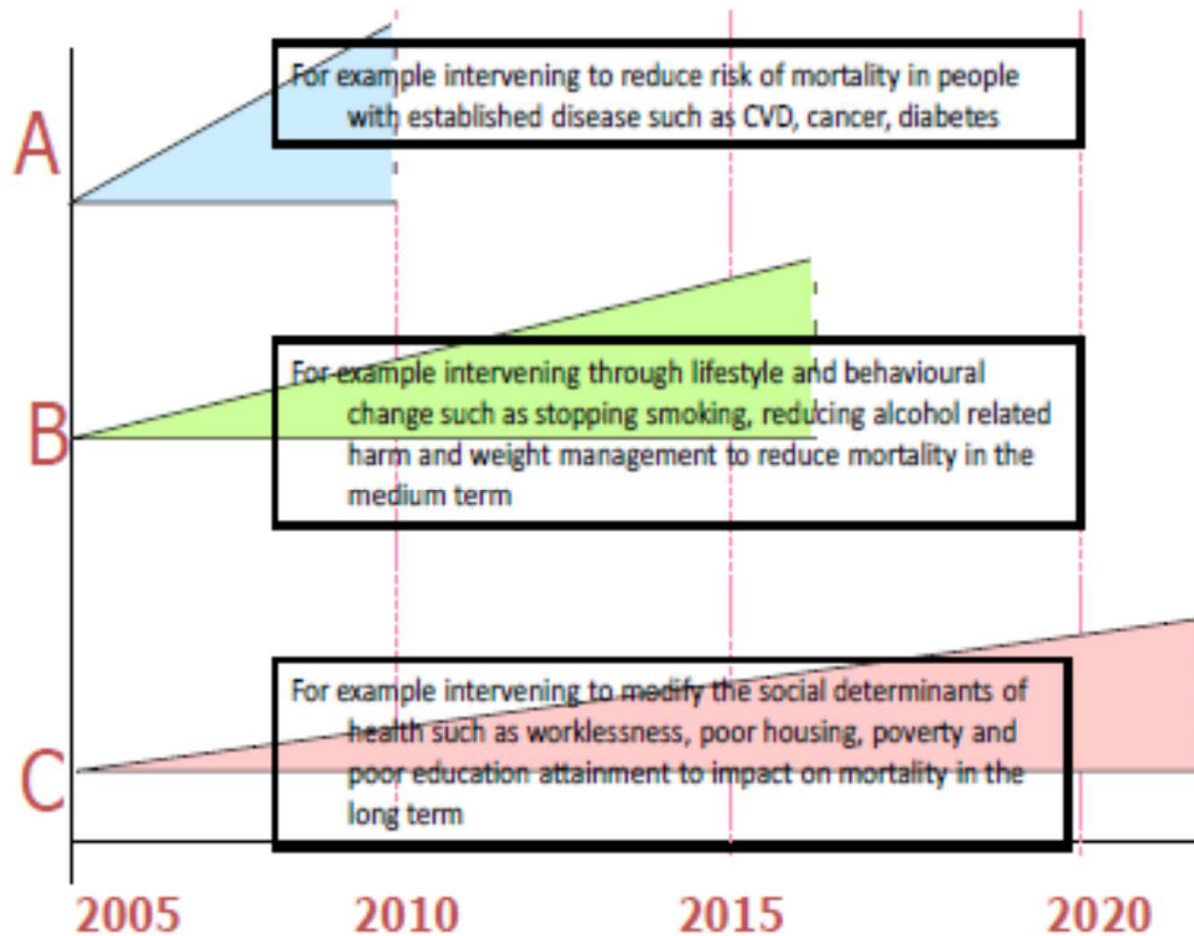 A
For example intervening to reduce risk of mortality in people
with established disease such as CVD, cancer, diabetes
B
For example intervening through lifestyle and behavioural
change such as stopping smoking, reducing alcohol related
harm and weight management to reduce mortality in the
medium term
C
For example intervening to modify the social determinants of
health such as worklessness, poor housing, poverty and
poor education attainment to impact on mortality in the
long term
2005 2010 2015 2020